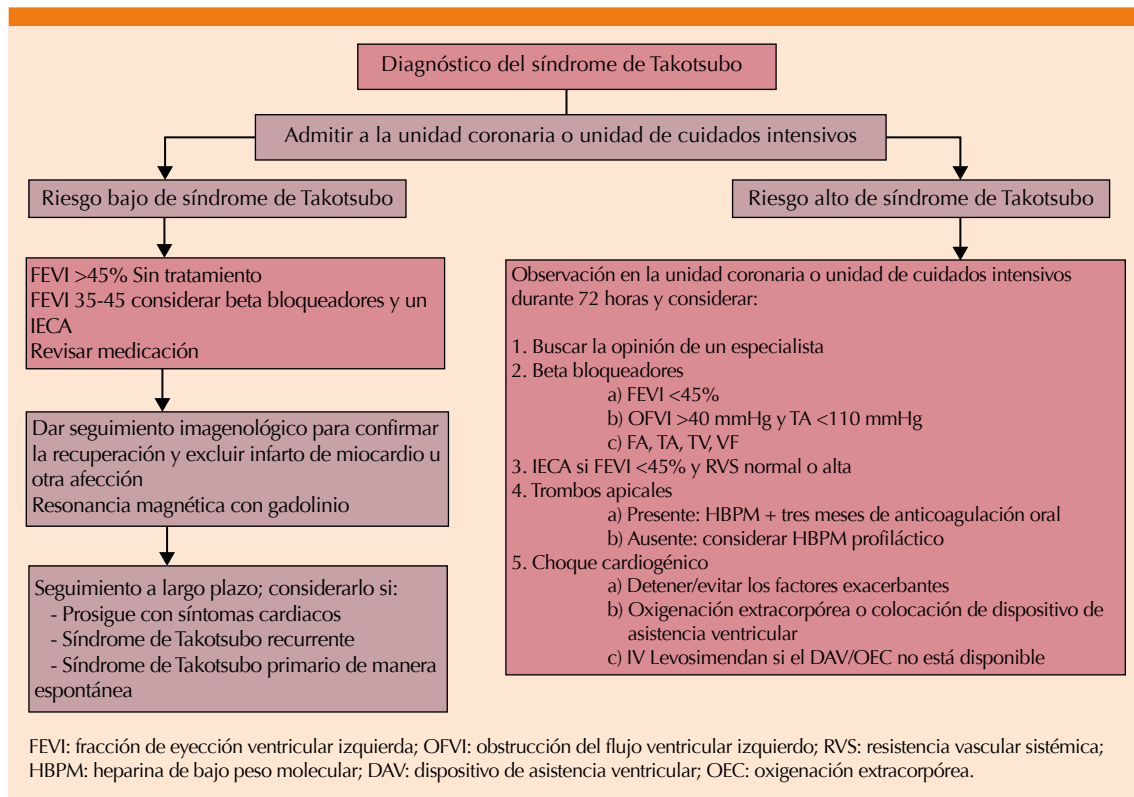 Diagnóstico del síndrome de Takotsubo
Admitir a la unidad coronaria o unidad de cuidados intensivos
Riesgo bajo de síndrome de Takotsubo
FEVI >45% Sin tratamiento
FEVI 35-45 considerar beta bloqueadores y un
IECA
Revisar medicación
Dar seguimiento imagenológico para confirmar
la recuperación y excluir infarto de miocardio u
otra afección
Resonancia magnética con gadolinio
Seguimiento a largo plazo; considerarlo si:
- Prosigue con síntomas cardiacos
- Síndrome de Takotsubo recurrente
- Síndrome de Takotsubo primario de manera
espontánea
Riesgo alto de síndrome de Takotsubo
Observación en la unidad coronaria o unidad de cuidados intensivos
durante 72 horas y considerar:
1. Buscar la opinión de un especialista
2. Beta bloqueadores
a) FEVI <45%
b) OFVI >40 mmHg y TA <110 mmHg
c) FA, TA, TV, VF
3. IECA si FEVI <45% y RVS normal o alta
4. Trombos apicales
a) Presente: HBPM + tres meses de anticoagulación oral
b) Ausente: considerar HBPM profiláctico
5. Choque cardiogénico
a) Detener/evitar los factores exacerbantes
b) Oxigenación extracorpórea o colocación de dispositivo de
asistencia ventricular
c) IV Levosimendan si el DAV/OEC no está disponible
FEVI: fracción de eyección ventricular izquierda; OFVI: obstrucción del flujo ventricular izquierdo; RVS: resistencia vascular sistémica;
HBPM: heparina de bajo peso molecular; DAV: dispositivo de asistencia ventricular; OEC: oxigenación extracorpórea.